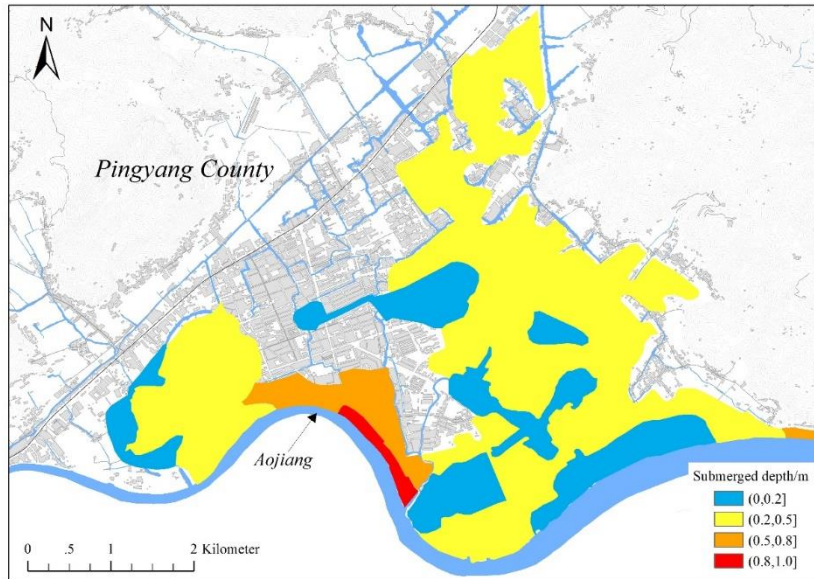 N
Pingyang County
Aojiang
Submerged depth/m
(0,0.2]
(0.2,0.5]
(0.5,0.8]
(0.8,1.0]
0 .5 1 2 Kilometer